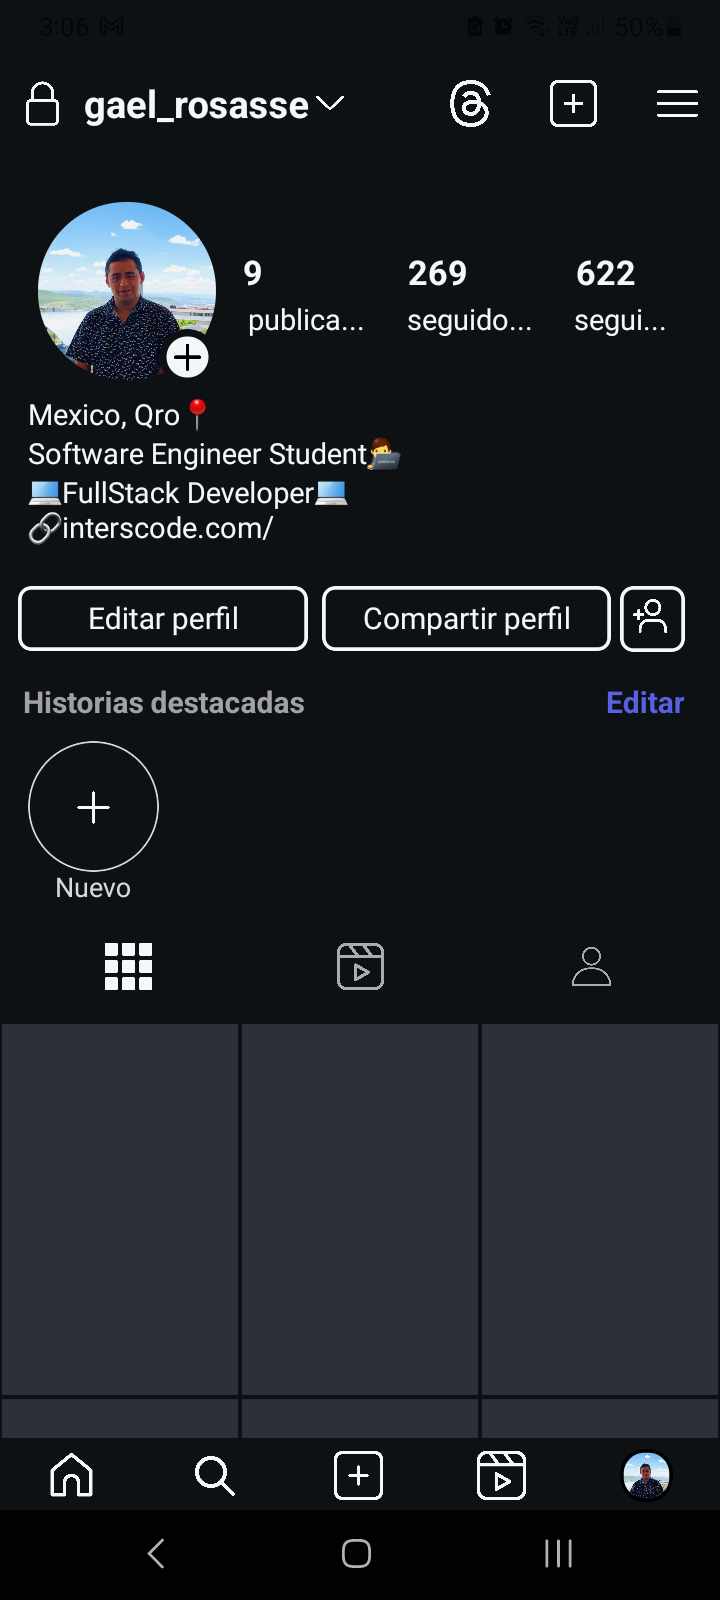 3:06
50%
gael_rosasse
9
269
622
publica...
seguido...
segui...
Mexico, Qro📍
Software Engineer Student👨‍💻
💻FullStack Developer💻
🔗interscode.com/
Editar perfil
Compartir perfil
Historias destacadas
Editar
Nuevo